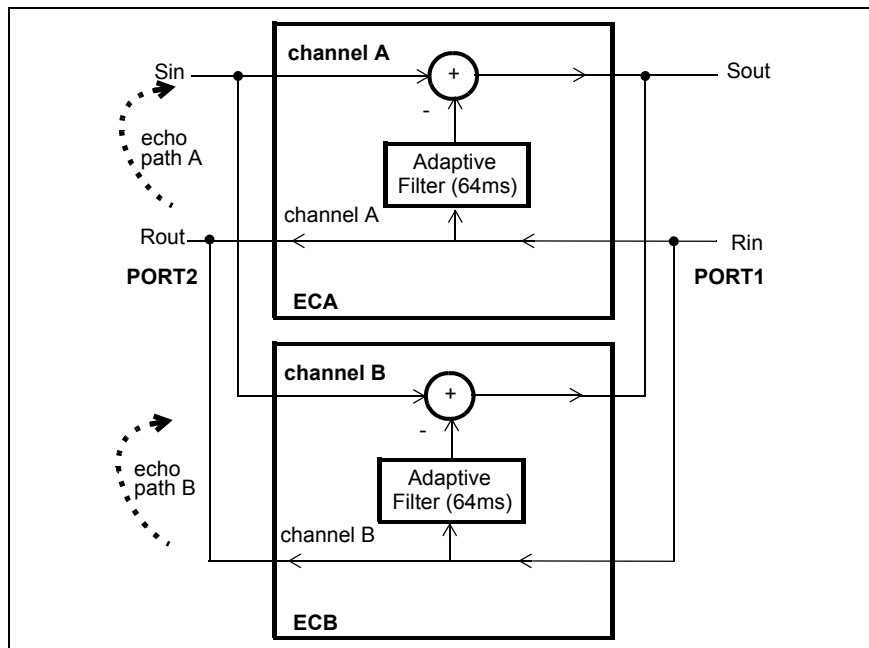 channel A
Sin
+
Sout
-
echo
path A
Adaptive
Filter (64ms)
channel A
Rout
Rin
PORT2
PORT1
ECA
channel B
+
-
echo
path B
Adaptive
Filter (64ms)
channel B
ECB